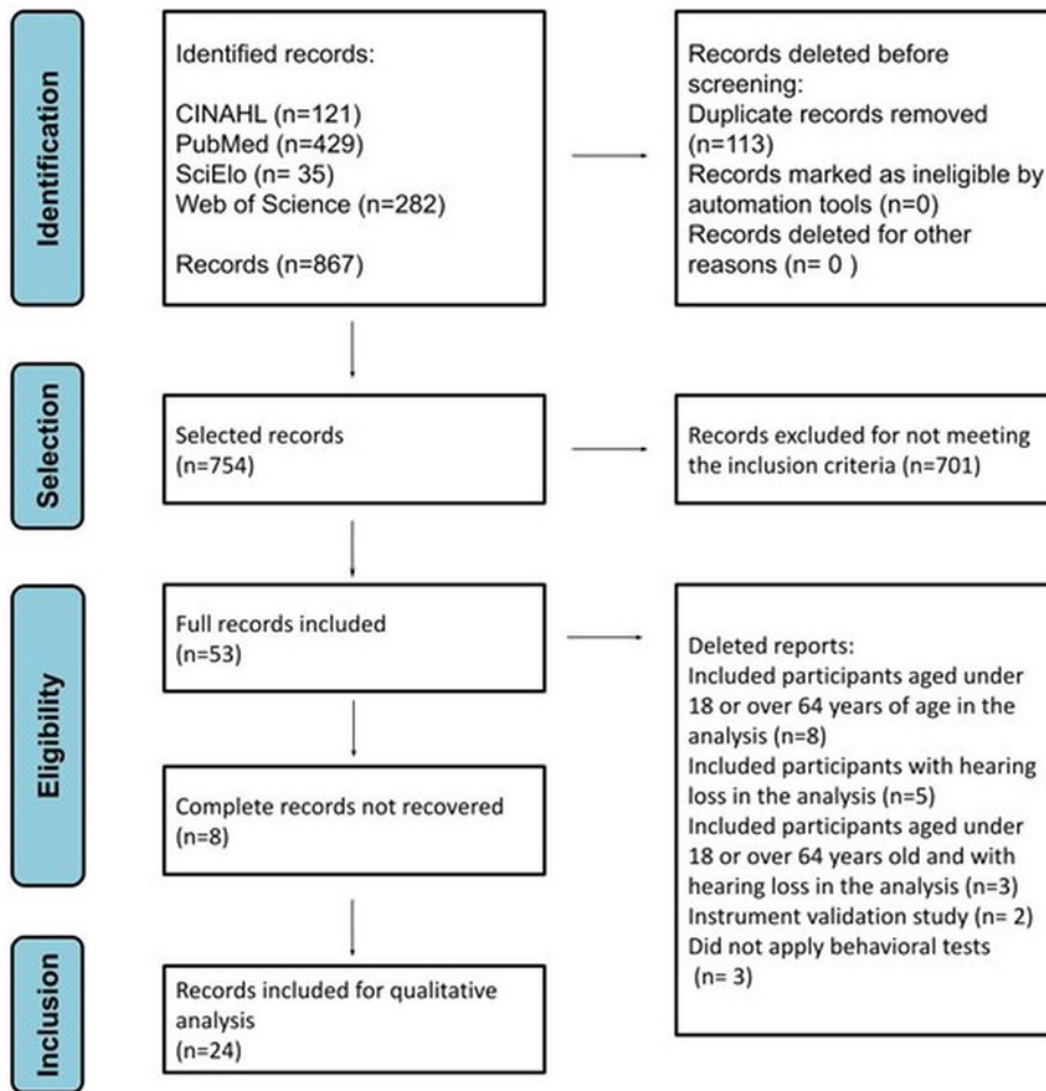 Identification
Identified records:
CINAHL (n=121)
PubMed (n=429)
SciElo (n= 35)
Web of Science (n=282)
Records (n=867)
Records deleted before
screening:
Duplicate records removed
(n=113)
Records marked as ineligible by
automation tools (n=0)
Records deleted for other
reasons (n= 0 )
Selection
Selected records
(n=754)
Records excluded for not meeting
the inclusion criteria (n=701)
Eligibility
Full records included
(n=53)
Deleted reports:
Included participants aged under
18 or over 64 years of age in the
analysis (n=8)
Included participants with hearing
loss in the analysis (n=5)
Included participants aged under
18 or over 64 years old and with
hearing loss in the analysis (n=3)
Instrument validation study (n= 2)
Did not apply behavioral tests
(n= 3)
Complete records not recovered
(n=8)
Inclusion
Records included for qualitative
analysis
(n=24)